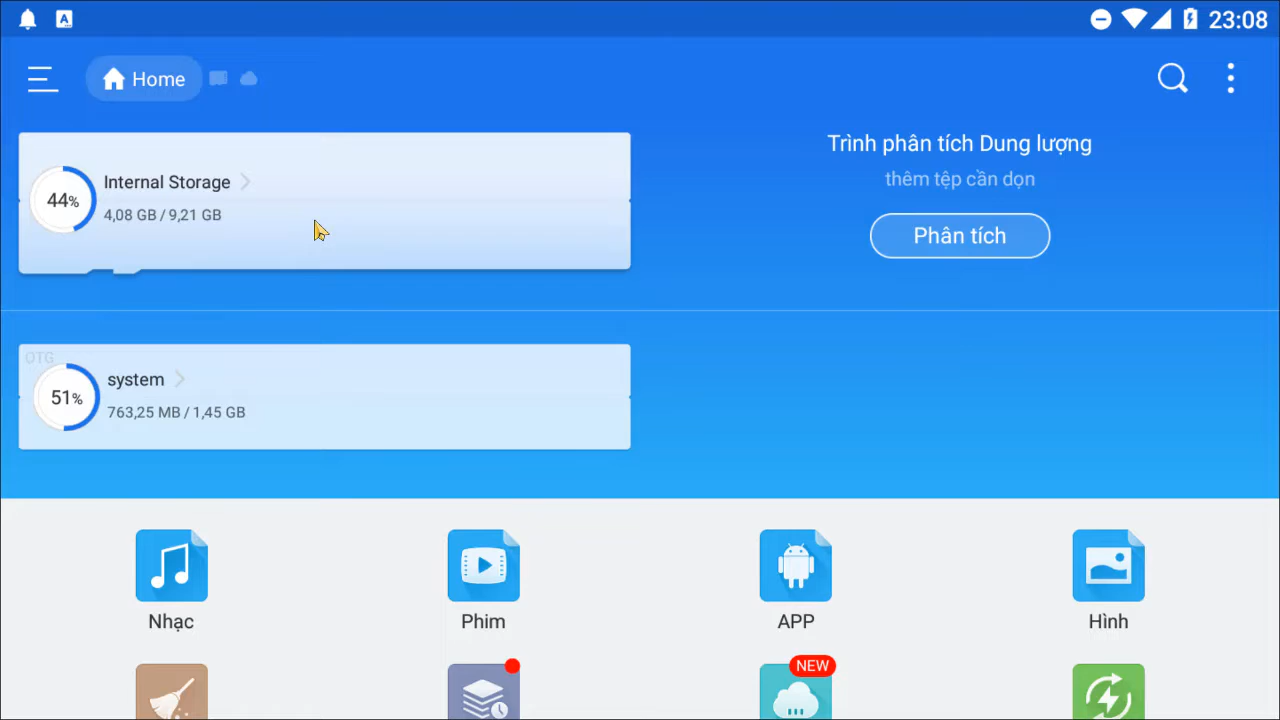 A
23:08
Home
Internal Storage
44%
4,08 GB / 9,21 GB
Trình phân tích Dung lượng
thêm tệp cần dọn
Phân tích
OTG
system
51%
763,25 MB / 1,45 GB
Nhạc
Phim
APP
Hình
NEW